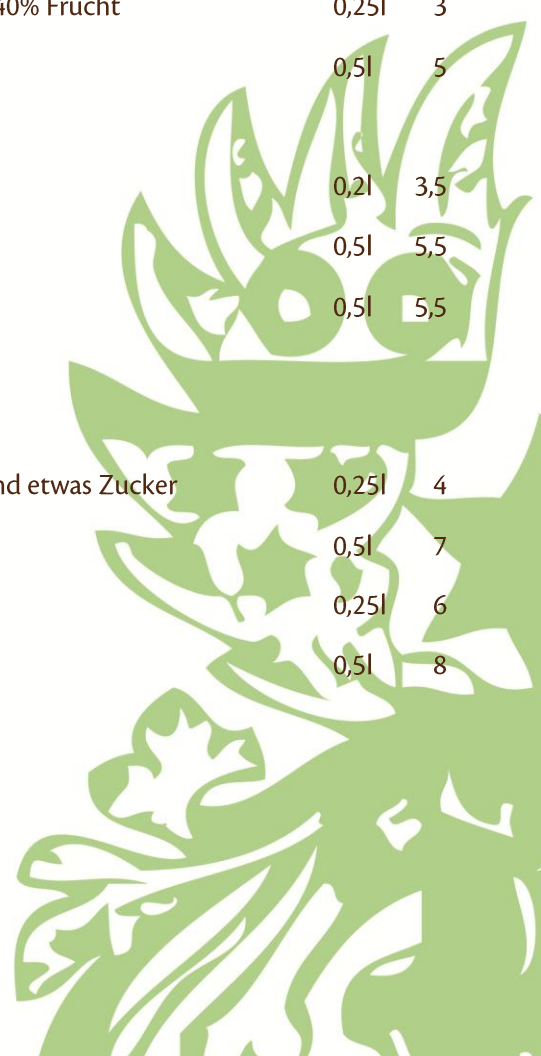 40% Frucht 0,25l 3
0,5l 5
0,2l 3,5
0,5l 5,5
0,5l 5,5
nd etwas Zucker 0,25l 4
0,5l 7
0,25l 6
0,5l 8